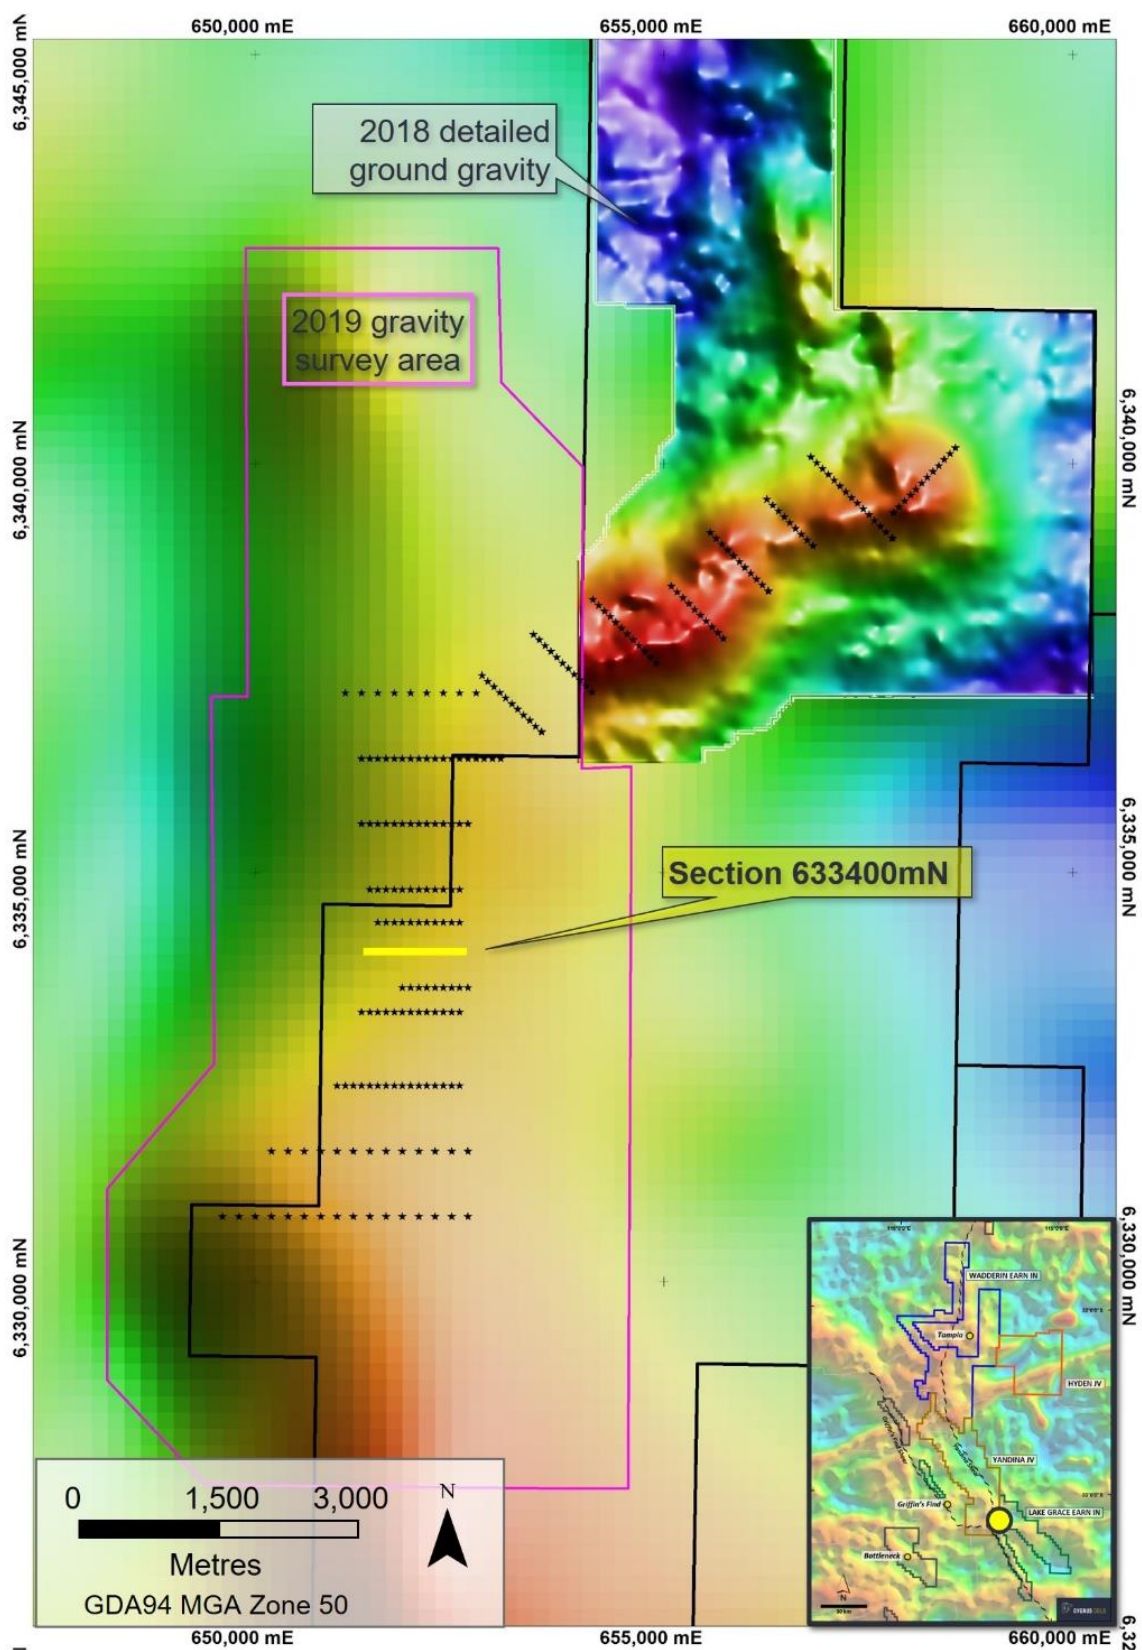 650,000 mE
655,000 mE
660,000 mE
6,345,000 mN
2018 detailed
ground gravity
2019 gravity
survey area
6,340,000 mN
6,340,000 mN
6,335,000 mN
6,335,000 mN
Section 633400mN
6,330,000 mN
6,330,000 mN
WADDERIN EARN IN
Tampia
HYDEN JV
YANDINA JV
Griffin's Find
LAKE GRACE EARN IN
Bottleneck
N
CYGNUS GOLD
0 1,500 3,000
N
Metres
GDA94 MGA Zone 50
650,000 mE
655,000 mE